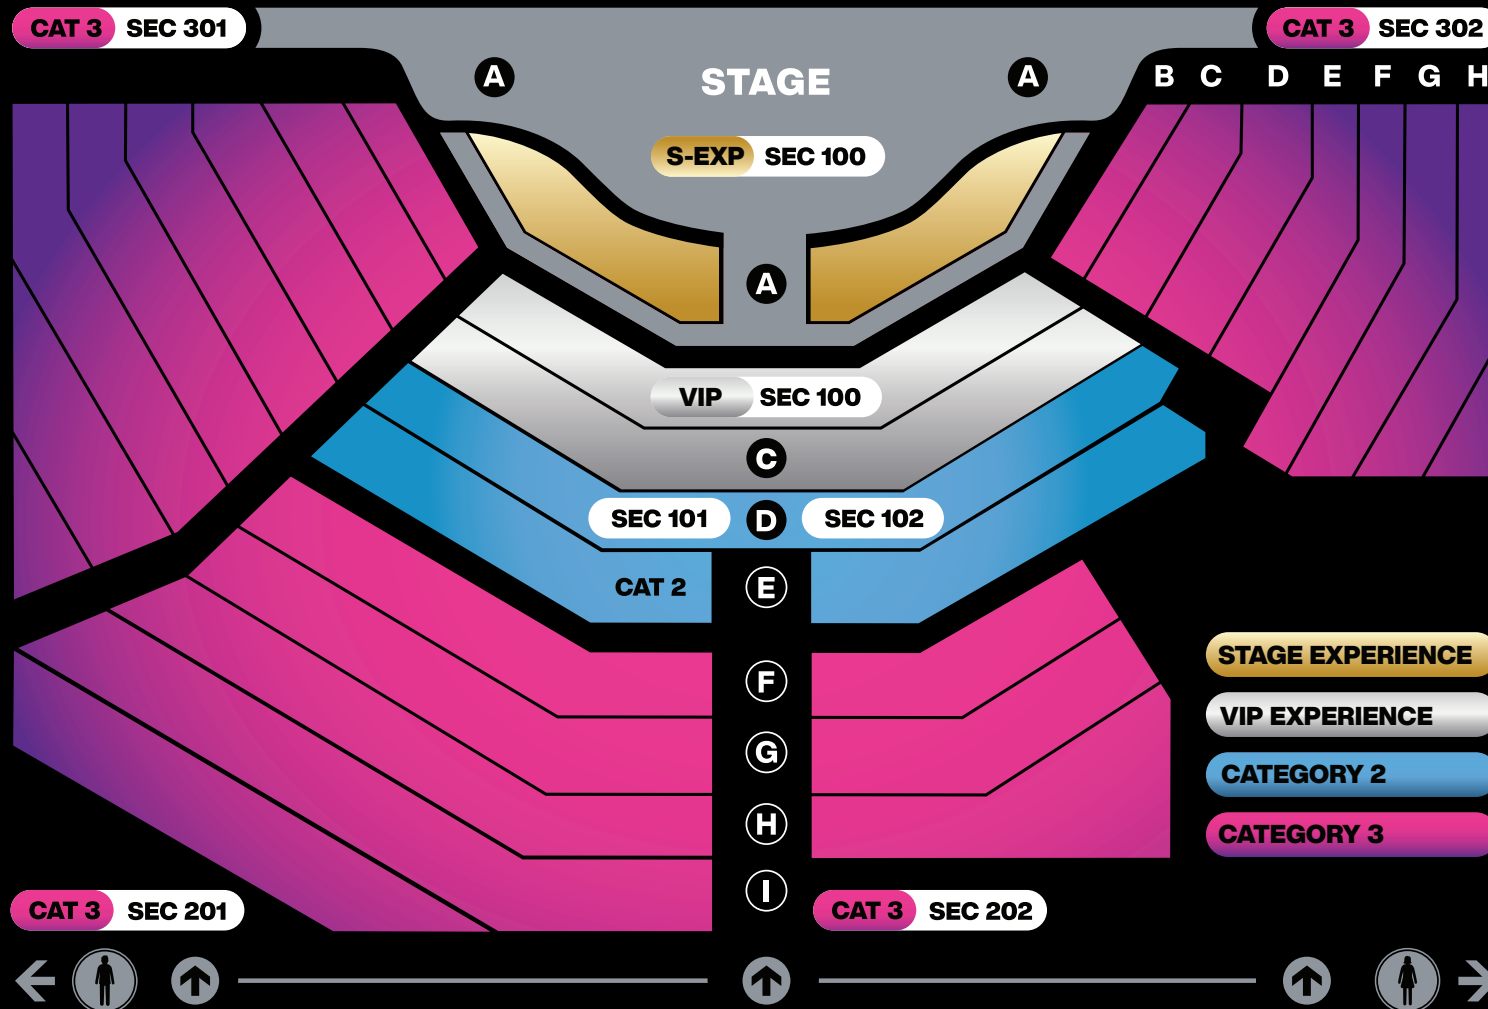 CAT 3 SEC 301
CAT 3 SEC 302
A STAGE A
B C D E F G H
S-EXP SEC 100
A
VIP SEC 100
C
SEC 101 D SEC 102
CAT 2 E
F
G
H
I
STAGE EXPERIENCE
VIP EXPERIENCE
CATEGORY 2
CATEGORY 3
CAT 3 SEC 201
CAT 3 SEC 202